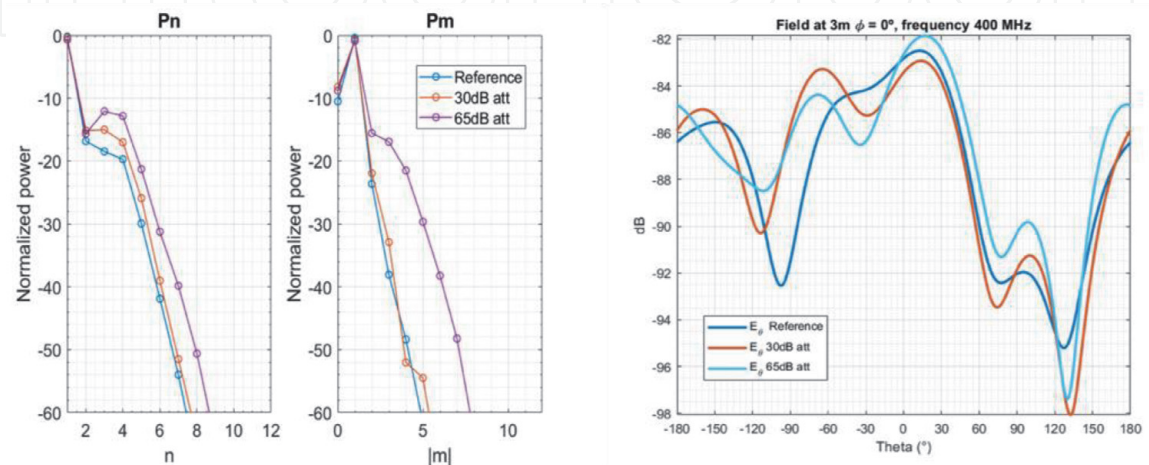 Pn
Normalized power
0
-10
-20
-30
-40
-50
-60
2 4 6 8 10 12
n
Pm
Normalized power
0
-10
-20
-30
-40
-50
-60
0 5 10
|m|
Reference
30dB att
65dB att
Field at 3m ϕ = 0°, frequency 400 MHz
dB
-82
-84
-86
-88
-90
-92
-94
-96
-98
E_θ Reference
E_θ 30dB att
E_θ 65dB att
-180 -150 -120 -90 -60 -30 0 30 60 90 120 150 180
Theta (°)